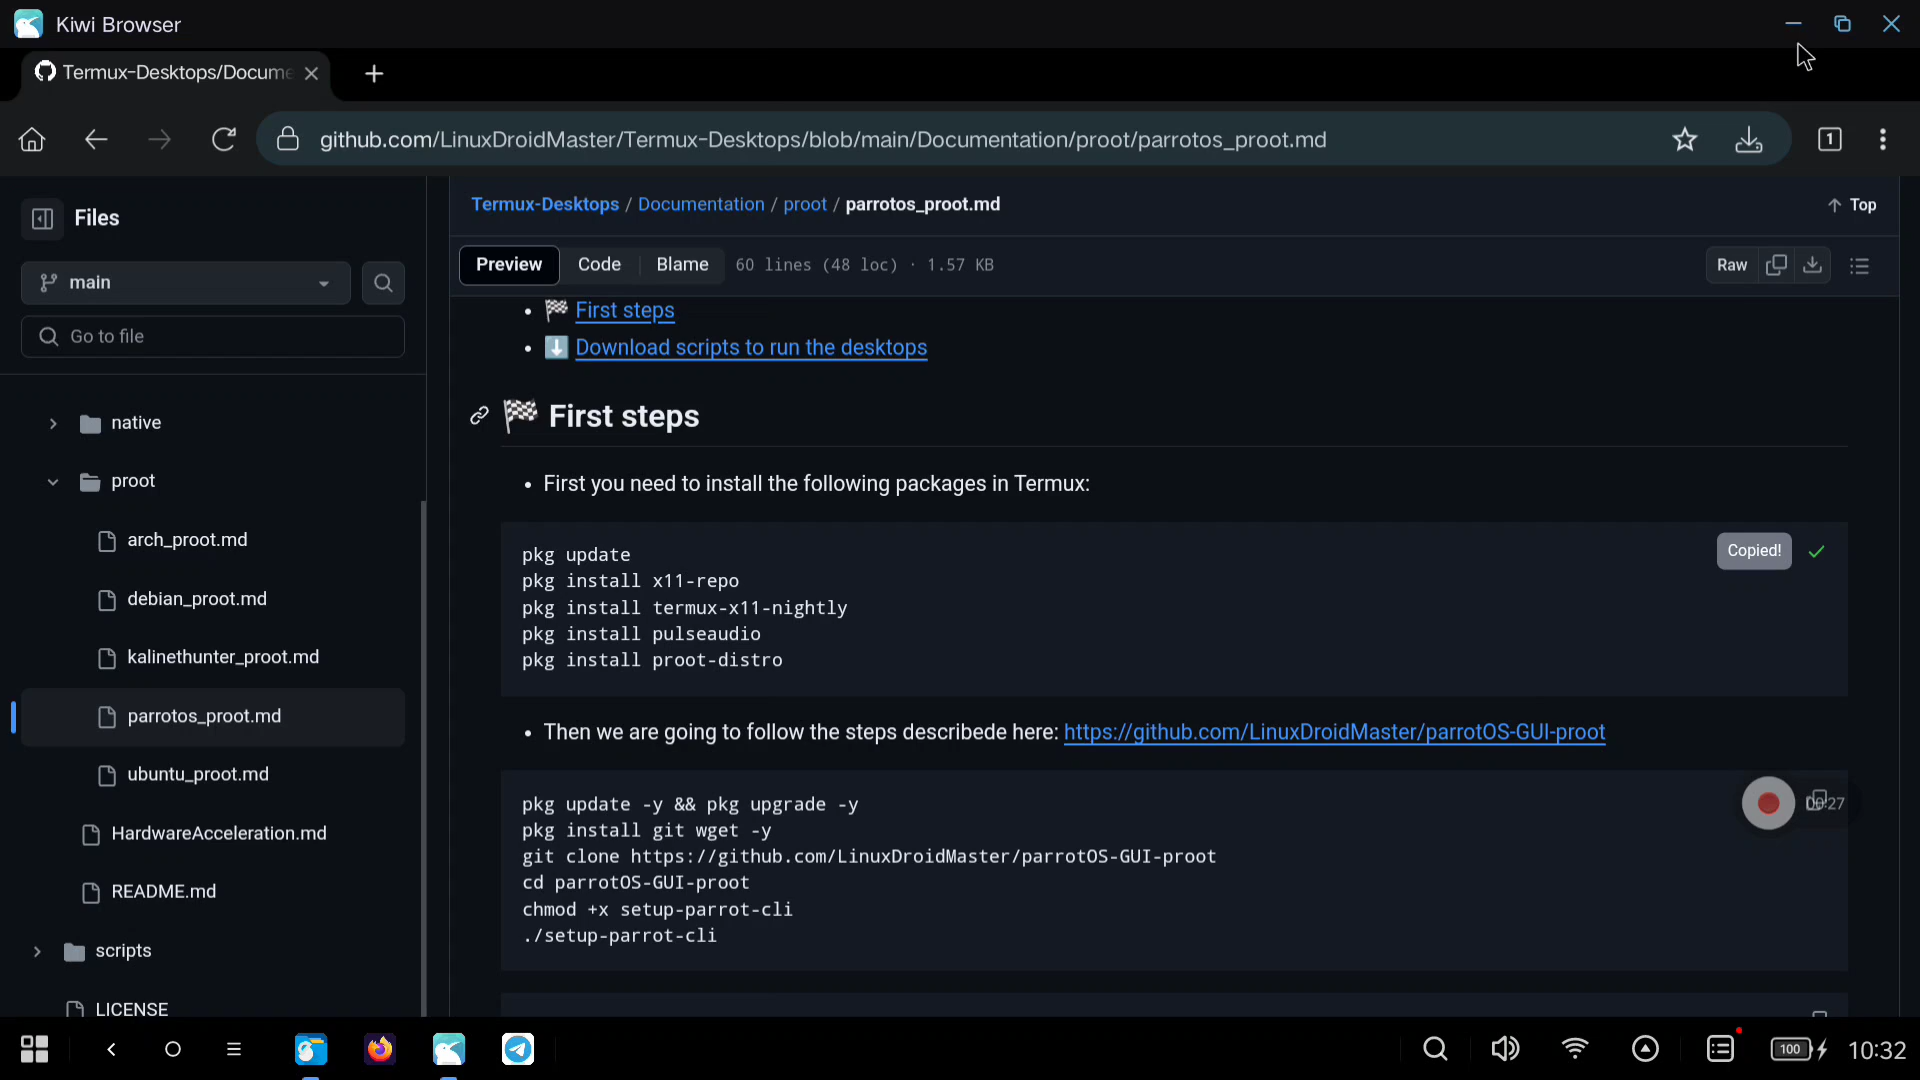 Kiwi Browser
Termux-Desktops/Docume
github.com/LinuxDroidMaster/Termux-Desktops/blob/main/Documentation/proot/parrotos_proot.md
1
Files
main
Go to file
native
proot
arch_proot.md
debian_proot.md
kalinethunter_proot.md
parrotos_proot.md
ubuntu_proot.md
HardwareAcceleration.md
README.md
scripts
LICENSE
Termux-Desktops / Documentation / proot / parrotos_proot.md
Top
Preview Code Blame 60 lines (48 loc) · 1.57 KB
Raw
First steps
Download scripts to run the desktops
First steps
First you need to install the following packages in Termux:
Copied!
pkg update
pkg install x11-repo
pkg install termux-x11-nightly
pkg install pulseaudio
pkg install proot-distro
Then we are going to follow the steps describede here: https://github.com/LinuxDroidMaster/parrotOS-GUI-proot
pkg update -y && pkg upgrade -y
pkg install git wget -y
git clone https://github.com/LinuxDroidMaster/parrotOS-GUI-proot
cd parrotOS-GUI-proot
chmod +x setup-parrot-cli
./setup-parrot-cli
00:27
100
10:32